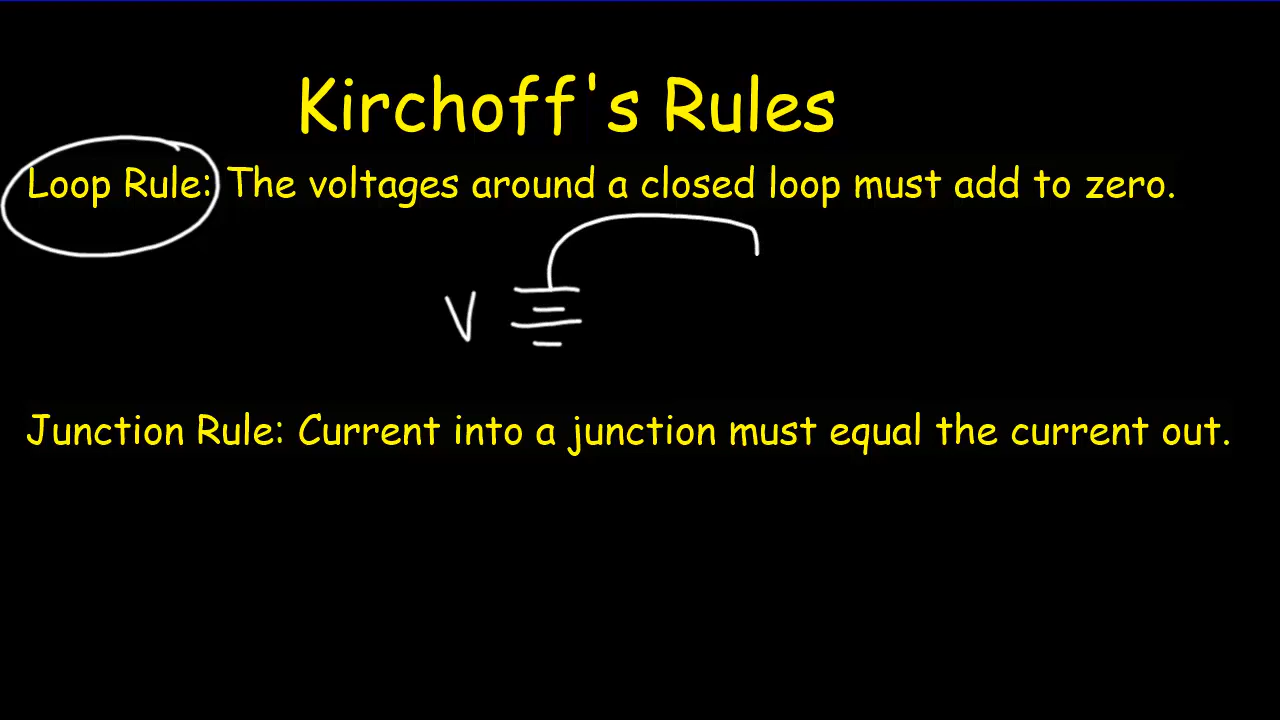 Kirchoff's Rules
Loop Rule: The voltages around a closed loop must add to zero.
V
Junction Rule: Current into a junction must equal the current out.